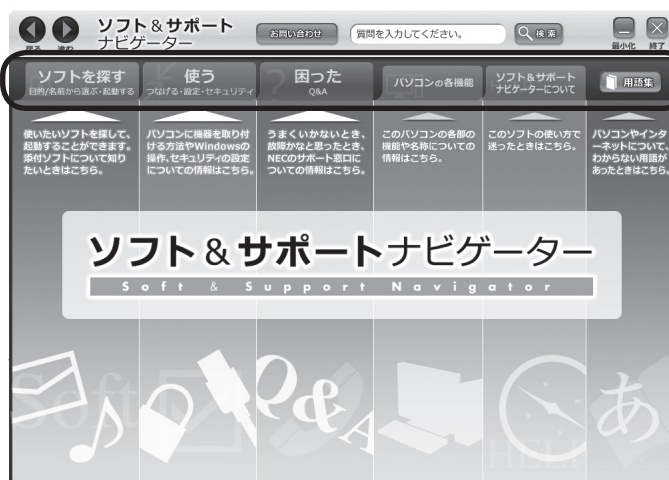 ソフト&サポート
ナビゲーター
お問い合わせ
質問を入力してください。
検索
最小化 終了
戻る 進む
ソフトを探す
目的/名前から選ぶ・起動する
使う
つなげる・設定・セキュリティ
困った
Q&A
パソコンの各機能
ソフト&サポート
ナビゲーターについて
用語集
使いたいソフトを探して、
起動することができます。
添付ソフトについて知り
たいときはこちら。
パソコンに機器を取り付
ける方法やWindowsの
操作、セキュリティの設定
についての情報はこちら。
うまくいかないとき、
故障かなと思ったとき、
NECのサポート窓口に
ついての情報はこちら。
このパソコンの各部の
機能や名称についての
情報はこちら。
このソフトの使い方で
迷ったときはこちら。
パソコンやインタ
ーネットについて、
わからない用語が
あったときはこちら。
ソフト&サポートナビゲーター
Soft & Support Navigator
Soft
Q&A
HELP
あ